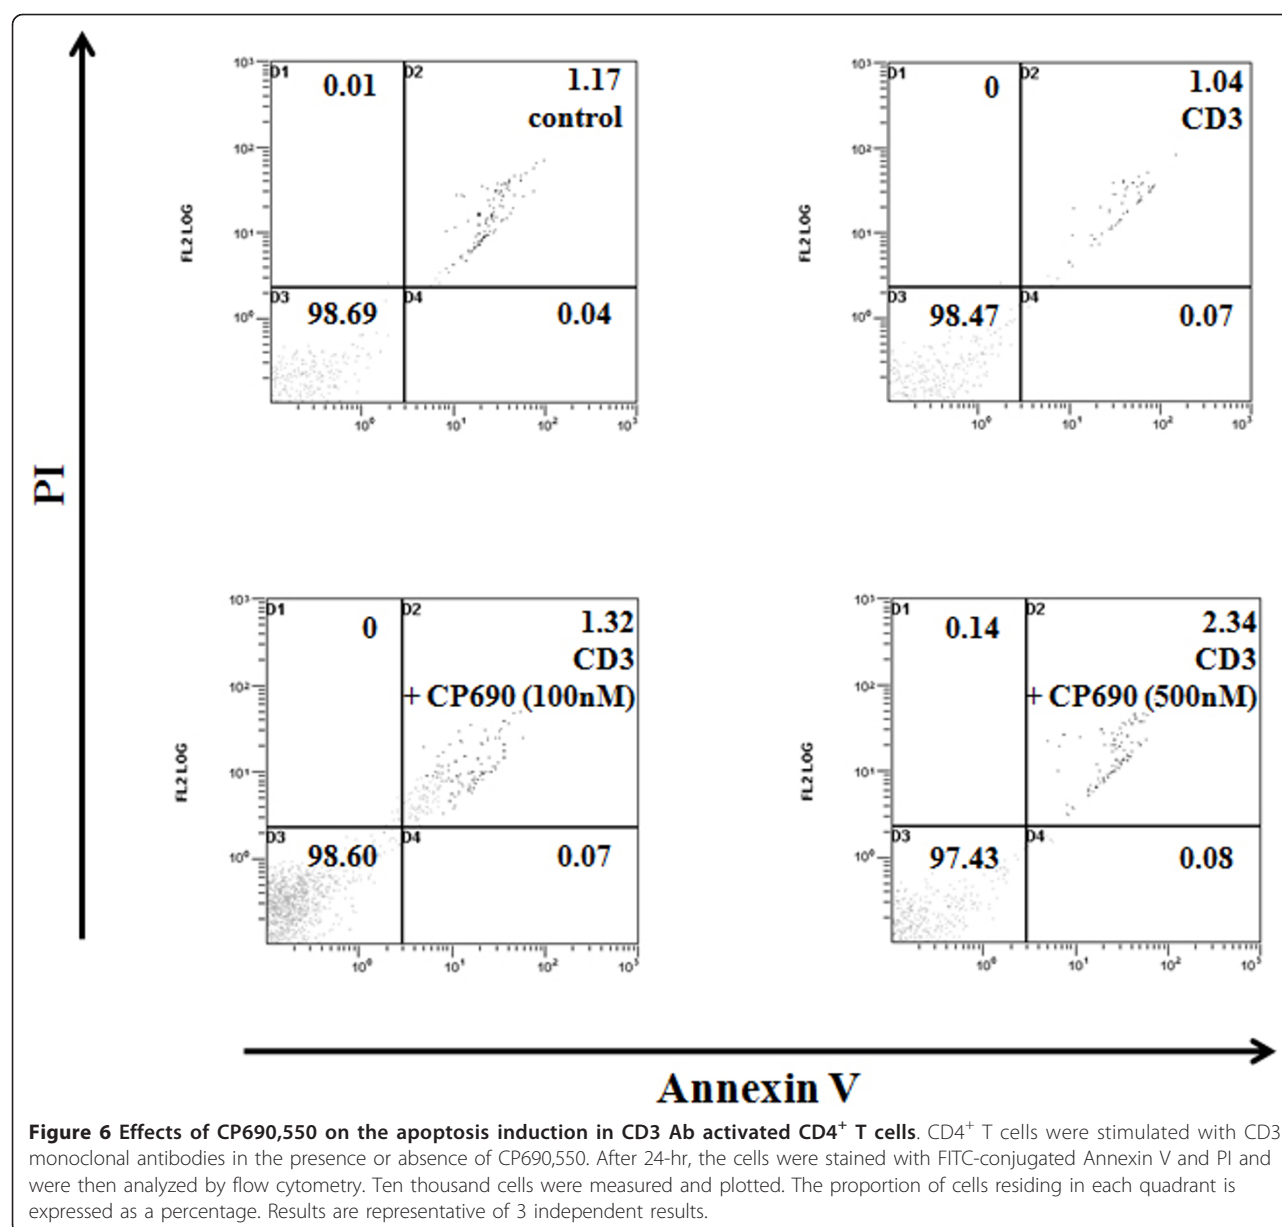 PI
10³
D1
0.01
D2
1.17
control
10²
FL2 LOG
10¹
D3
98.69
D4
0.04
10⁰
10⁰ 10¹ 10² 10³
10³
D1
0
D2
1.04
CD3
10²
FL2 LOG
10¹
D3
98.47
D4
0.07
10⁰
10⁰ 10¹ 10² 10³
10³
D1
0
D2
1.32
CD3
+ CP690 (100nM)
10²
FL2 LOG
10¹
D3
98.60
D4
0.07
10⁰
10⁰ 10¹ 10² 10³
10³
D1
0.14
D2
2.34
CD3
+ CP690 (500nM)
10²
FL2 LOG
10¹
D3
97.43
D4
0.08
10⁰
10⁰ 10¹ 10² 10³
Annexin V
Figure 6 Effects of CP690,550 on the apoptosis induction in CD3 Ab activated CD4⁺ T cells. CD4⁺ T cells were stimulated with CD3
monoclonal antibodies in the presence or absence of CP690,550. After 24-hr, the cells were stained with FITC-conjugated Annexin V and PI and
were then analyzed by flow cytometry. Ten thousand cells were measured and plotted. The proportion of cells residing in each quadrant is
expressed as a percentage. Results are representative of 3 independent results.